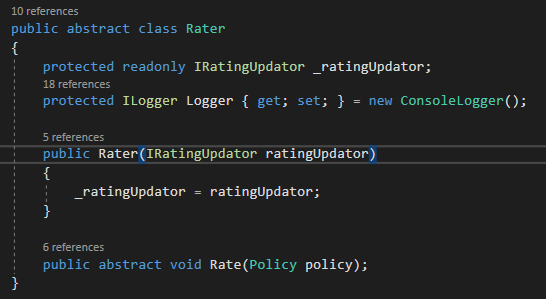 10 references
public abstract class Rater
{
protected readonly IRatingUpdator _ratingUpdator;
18 references
protected ILogger Logger { get; set; } = new ConsoleLogger();
5 references
public Rater(IRatingUpdator ratingUpdator)
{
_ratingUpdator = ratingUpdator;
}
6 references
public abstract void Rate(Policy policy);
}